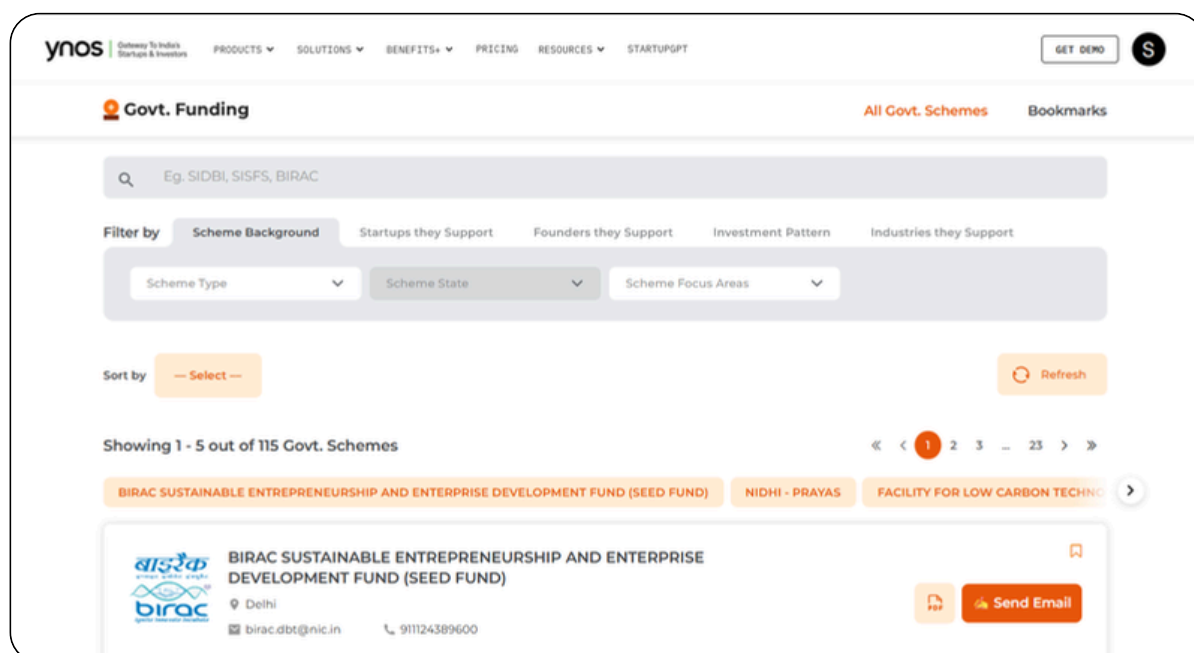 ynos Gateway To India's Startups & Investors PRODUCTS SOLUTIONS BENEFITS+ PRICING RESOURCES STARTUPGPT GET DEMO S
Govt. Funding All Govt. Schemes Bookmarks
Eg. SIDBI, SISFS, BIRAC
Filter by Scheme Background Startups they Support Founders they Support Investment Pattern Industries they Support
Scheme Type Scheme State Scheme Focus Areas
Sort by --- Select --- Refresh
Showing 1 - 5 out of 115 Govt. Schemes « < 1 2 3 ... 23 > »
BIRAC SUSTAINABLE ENTREPRENEURSHIP AND ENTERPRISE DEVELOPMENT FUND (SEED FUND) NIDHI - PRAYAS FACILITY FOR LOW CARBON TECHNO
बाइरैक
birac
BIRAC SUSTAINABLE ENTREPRENEURSHIP AND ENTERPRISE
DEVELOPMENT FUND (SEED FUND)
Delhi
birac.dbt@nic.in 911124389600
PDF Send Email